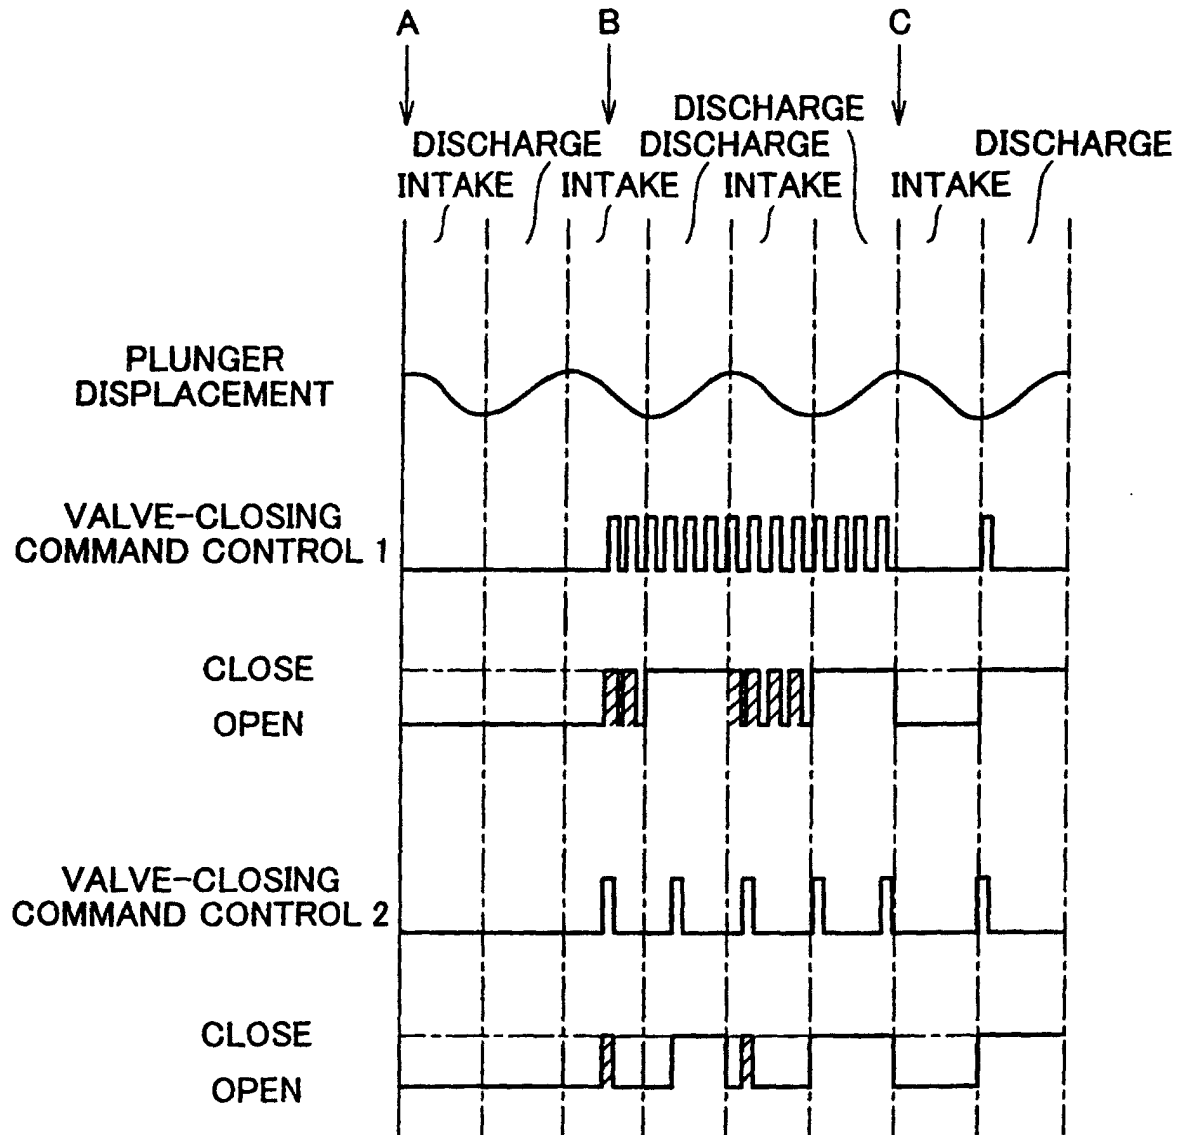 A B C
DISCHARGE
DISCHARGE DISCHARGE DISCHARGE
INTAKE INTAKE INTAKE INTAKE
PLUNGER
DISPLACEMENT
VALVE-CLOSING
COMMAND CONTROL 1
CLOSE
OPEN
VALVE-CLOSING
COMMAND CONTROL 2
CLOSE
OPEN